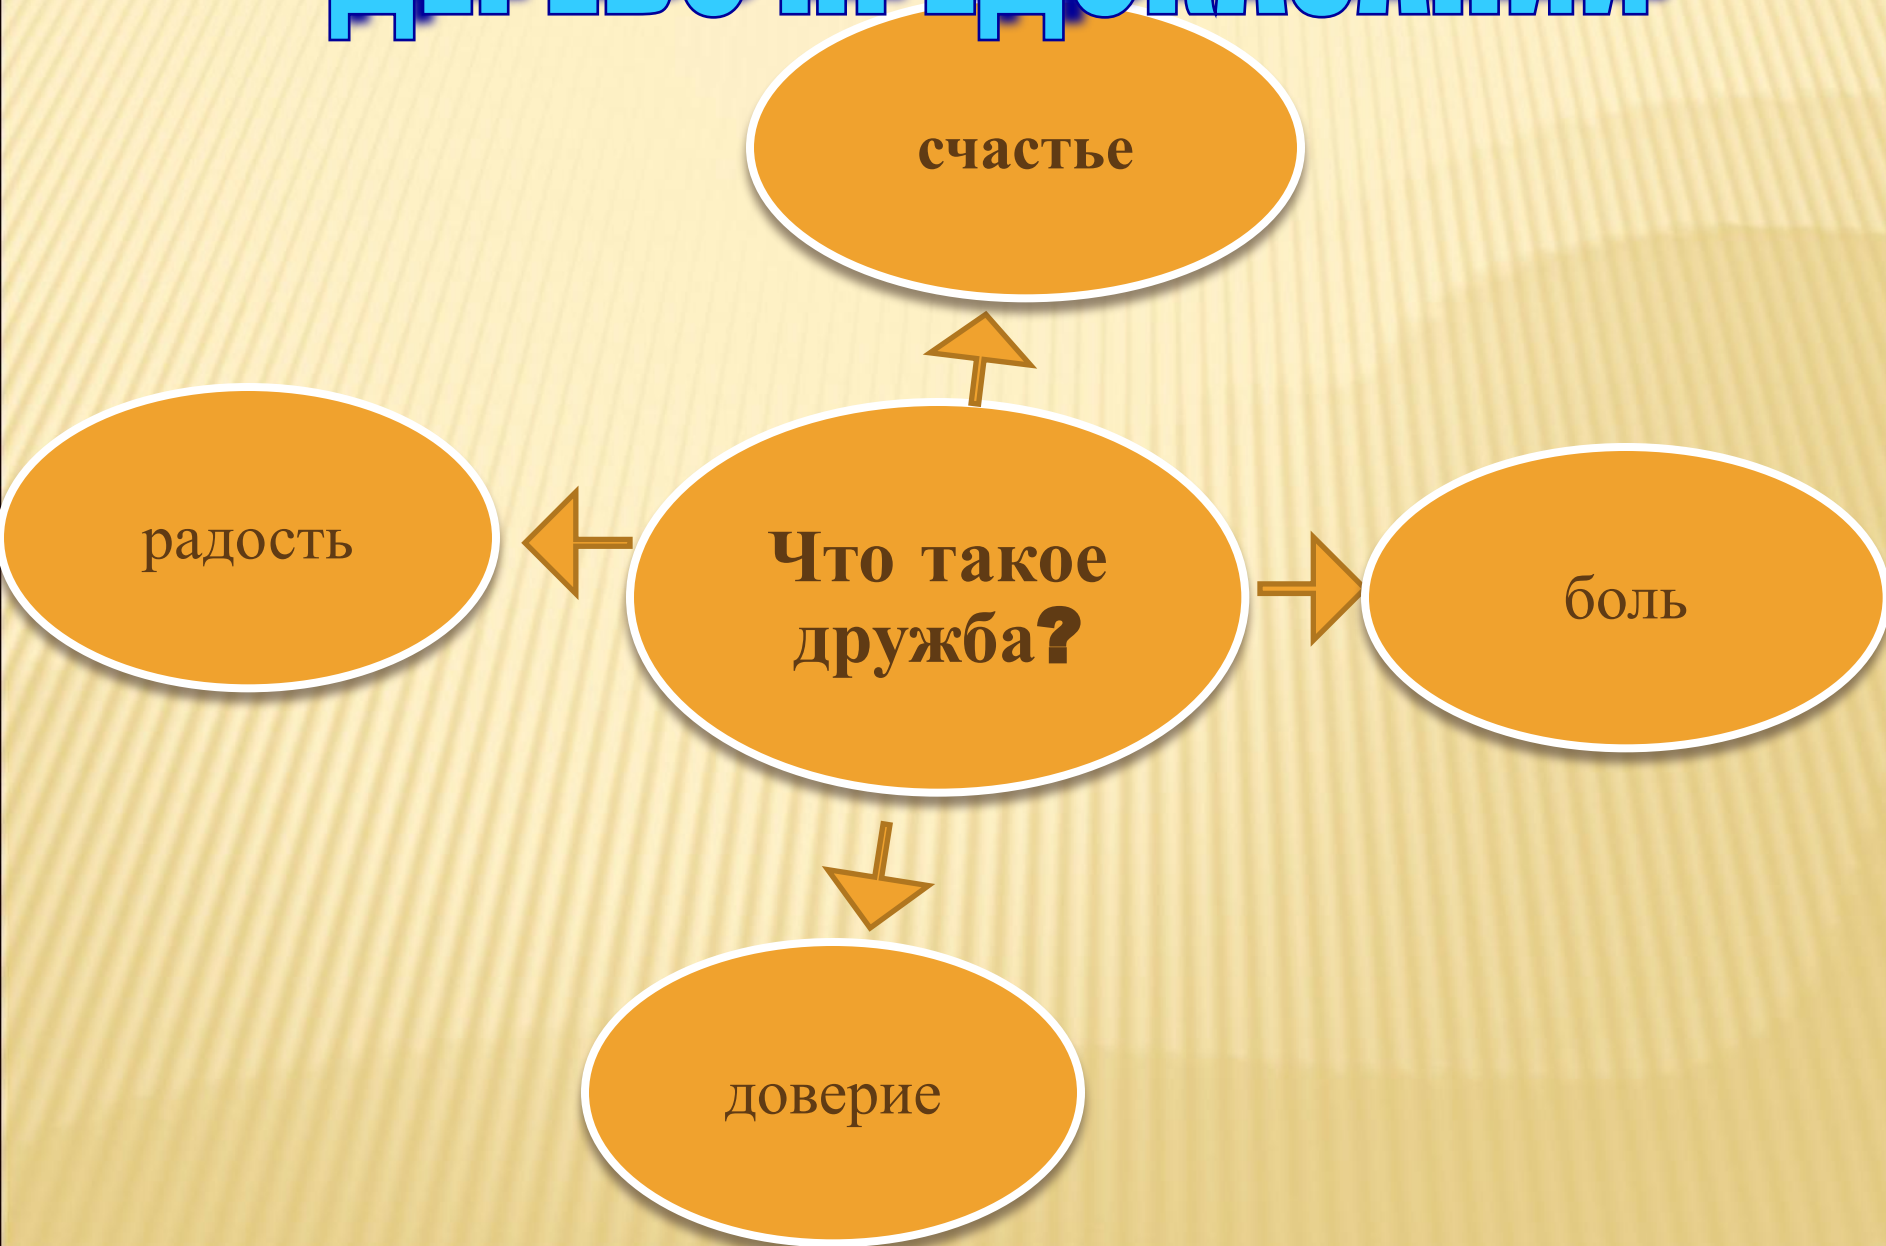 счастье
радость
Что такое
дружба?
боль
доверие